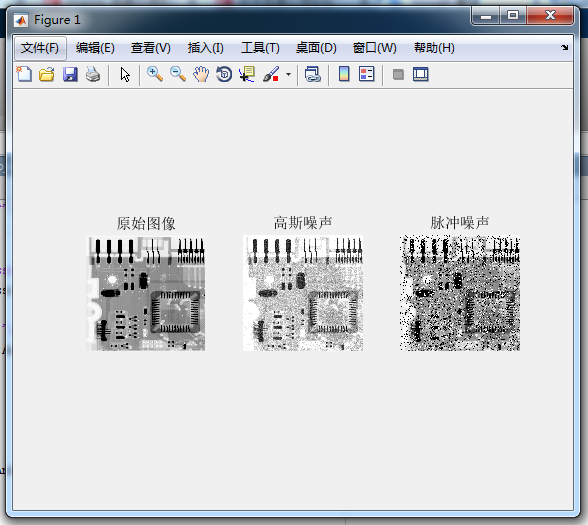 Figure 1
文件(F) 编辑(E) 查看(V) 插入(I) 工具(T) 桌面(D) 窗口(W) 帮助(H)
原始图像 高斯噪声 脉冲噪声